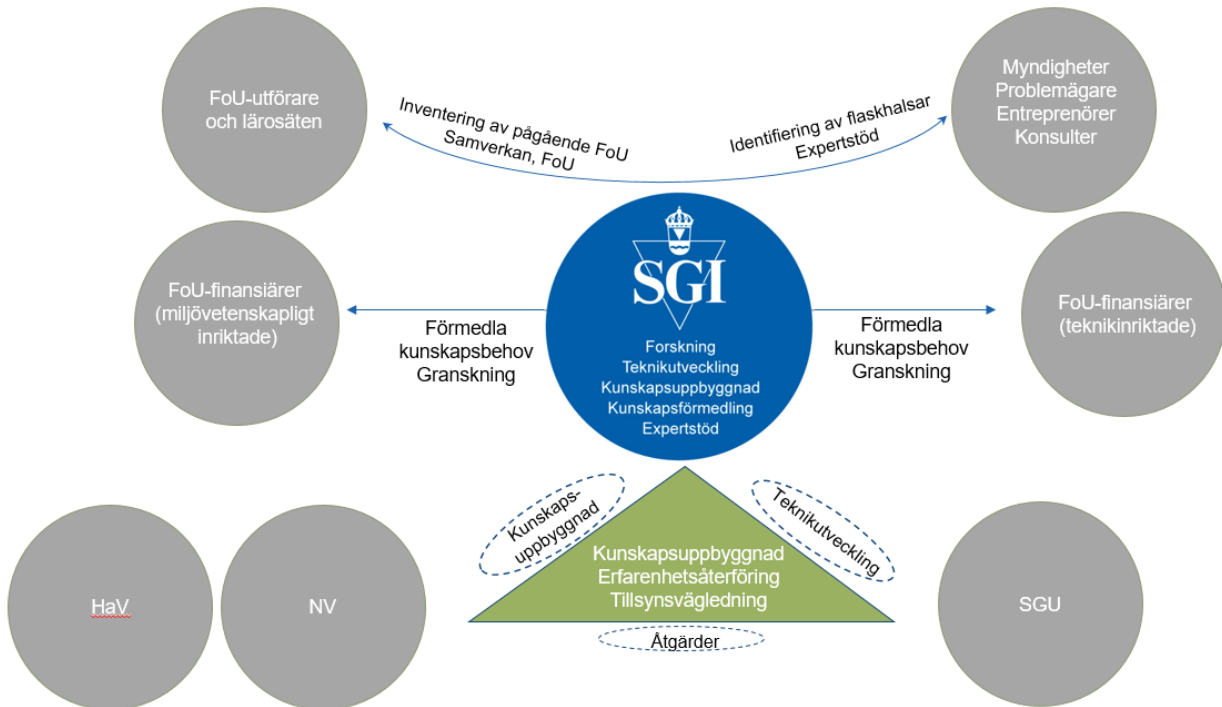 FoU-utförare
och lärosäten
Inventering av pågående FoU
Samverkan, FoU
Identifiering av flaskhalsar
Expertstöd
Myndigheter
Problemägare
Entreprenörer
Konsulter
FoU-finansiärer
(miljövetenskapligt
inriktade)
Förmedla
kunskapsbehov
Granskning
SGI
Forskning
Teknikutveckling
Kunskapsuppbyggnad
Kunskapsförmedling
Expertstöd
Förmedla
kunskapsbehov
Granskning
FoU-finansiärer
(teknikinriktade)
Kunskaps-
uppbyggnad
Teknikutveckling
Kunskapsuppbyggnad
Erfarenhetsåterföring
Tillsynsvägledning
Åtgärder
HaV
NV
SGU